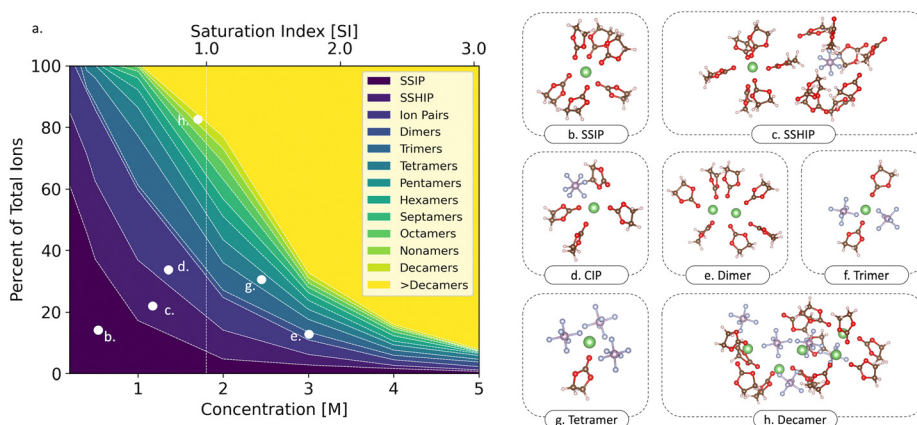 a.
Saturation Index [SI]
1.0 2.0 3.0
Percent of Total Ions
100
80
60
40
20
0
h.
d.
g.
c.
b.
e.
SSIP
SSHIP
Ion Pairs
Dimers
Trimers
Tetramers
Pentamers
Hexamers
Septamers
Octamers
Nonamers
Decamers
>Decamers
1 2 3 4 5
Concentration [M]
b. SSIP
c. SSHIP
d. CIP
e. Dimer
f. Trimer
g. Tetramer
h. Decamer